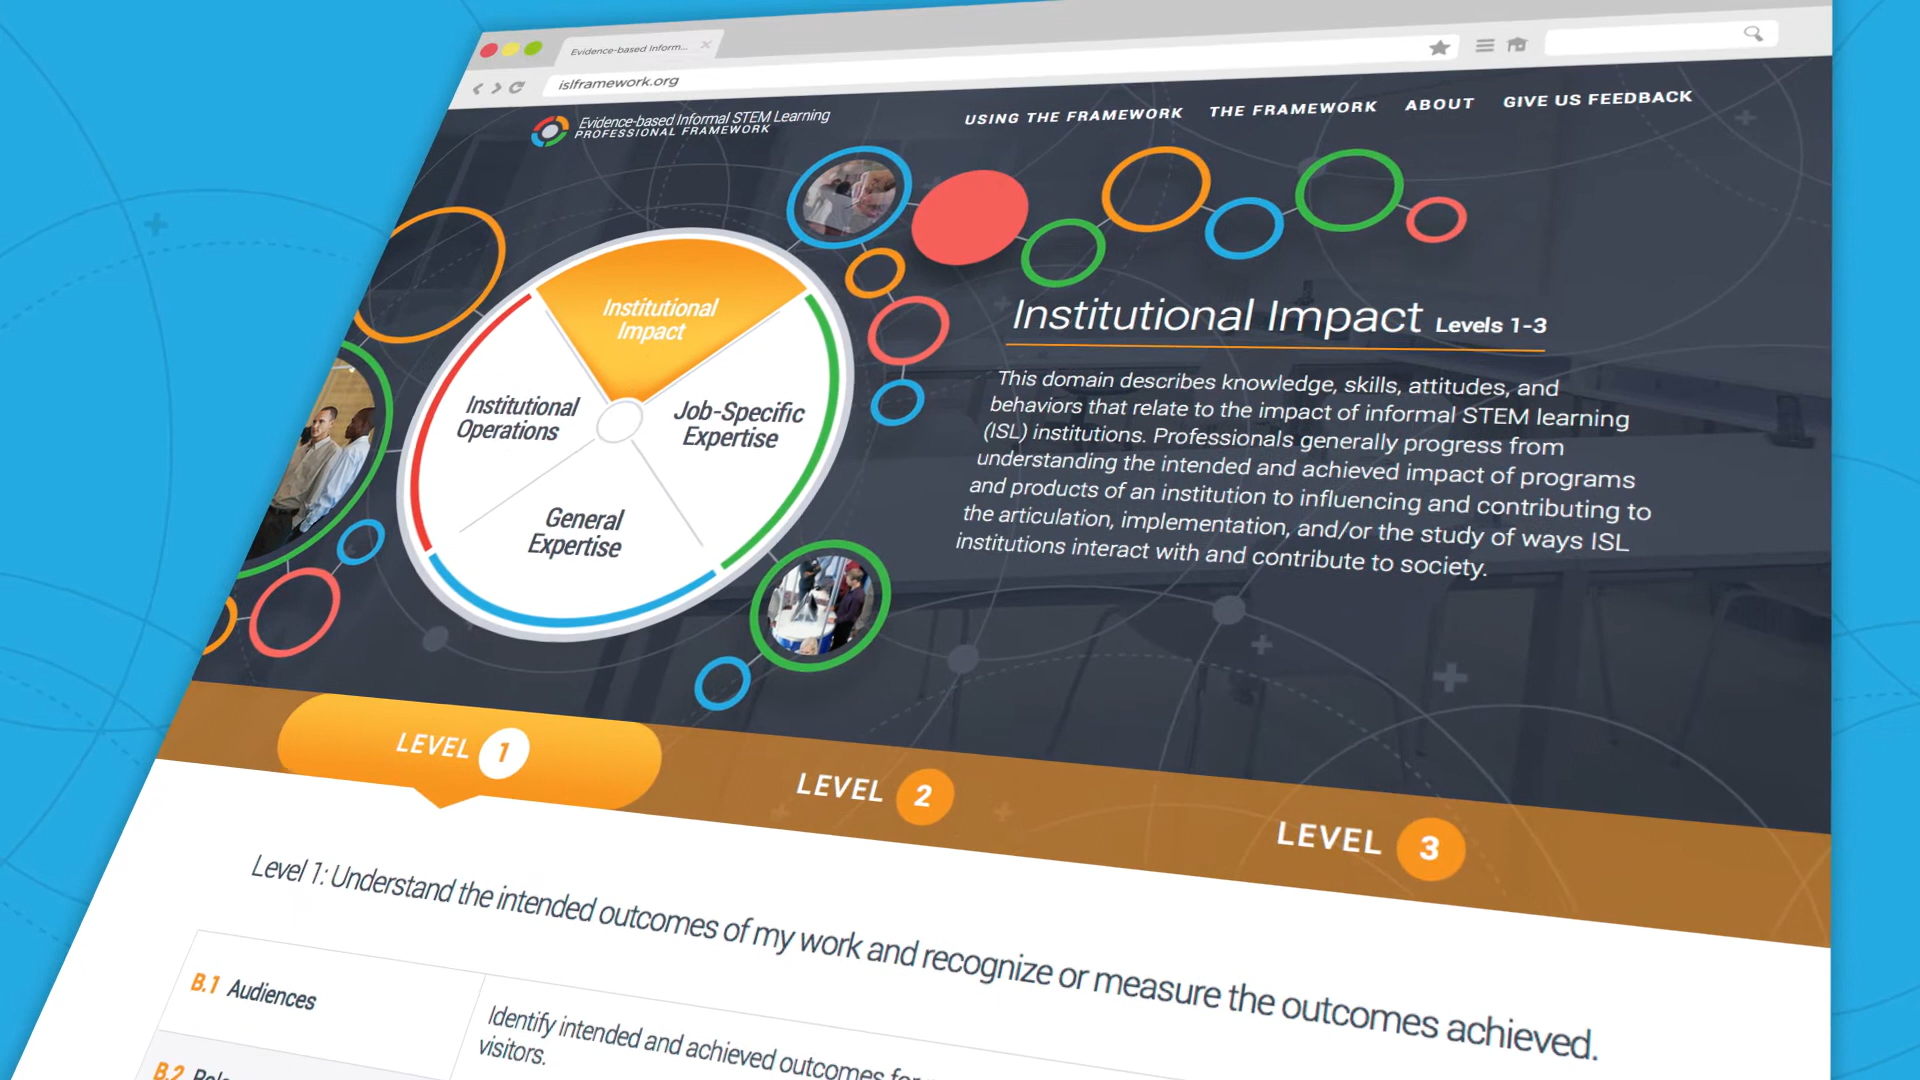 Evidence-based Inform...
islframework.org
Evidence-based Informal STEM Learning
PROFESSIONAL FRAMEWORK
USING THE FRAMEWORK
THE FRAMEWORK
ABOUT
GIVE US FEEDBACK
Institutional
Impact
Institutional
Operations
Job-Specific
Expertise
General
Expertise
Institutional Impact Levels 1-3
This domain describes knowledge, skills, attitudes, and
behaviors that relate to the impact of informal STEM learning
(ISL) institutions. Professionals generally progress from
understanding the intended and achieved impact of programs
and products of an institution to influencing and contributing to
the articulation, implementation, and/or the study of ways ISL
institutions interact with and contribute to society.
LEVEL 1
LEVEL 2
LEVEL 3
Level 1: Understand the intended outcomes of my work and recognize or measure the outcomes achieved.
B.1 Audiences
Identify intended and achieved outcomes
visitors.
B.2